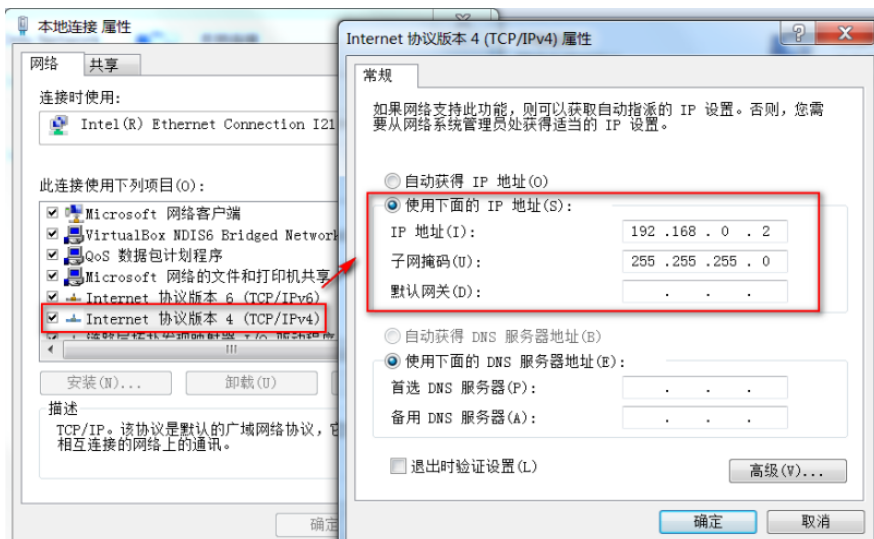 本地连接 属性
网络
共享
连接时使用:
Intel(R) Ethernet Connection I21
此连接使用下列项目(O):
Microsoft 网络客户端
VirtualBox NDIS6 Bridged Network
QoS 数据包计划程序
Microsoft 网络的文件和打印机共享
Internet 协议版本 6 (TCP/IPv6)
Internet 协议版本 4 (TCP/IPv4)
安装(N)...
卸载(U)
描述
TCP/IP。该协议是默认的广域网络协议，它
相互连接的网络上的通讯。
确定
Internet 协议版本 4 (TCP/IPv4) 属性
常规
如果网络支持此功能，则可以获取自动指派的 IP 设置。否则，您需
要从网络系统管理员处获得适当的 IP 设置。
自动获得 IP 地址(O)
使用下面的 IP 地址(S):
IP 地址(I): 192 .168 . 0 . 2
子网掩码(U): 255 .255 .255 . 0
默认网关(D): . . .
自动获得 DNS 服务器地址(B)
使用下面的 DNS 服务器地址(E):
首选 DNS 服务器(P): . . .
备用 DNS 服务器(A): . . .
退出时验证设置(L)
高级(V)...
确定
取消